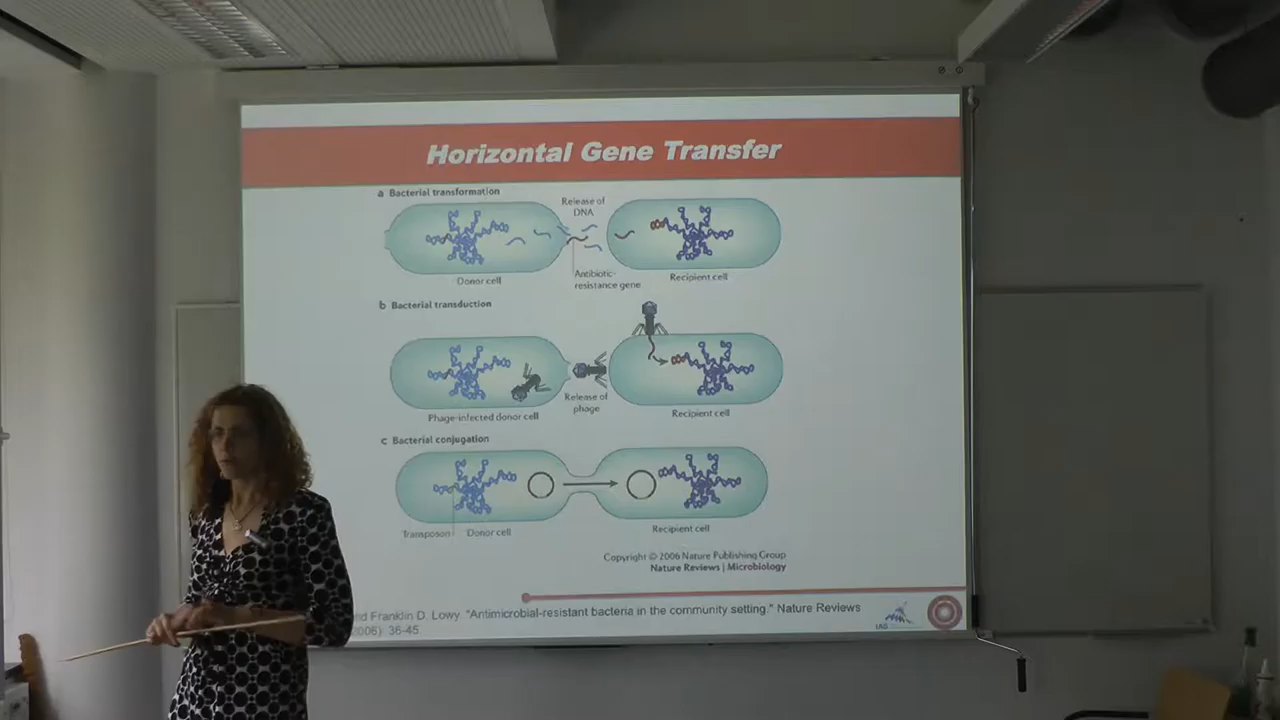 Horizontal Gene Transfer
a Bacterial transformation
Release of
DNA
Donor cell
Antibiotic-
resistance gene
Recipient cell
b Bacterial transduction
Phage-infected donor cell
Release of
phage
Recipient cell
c Bacterial conjugation
Transposon
Donor cell
Recipient cell
Copyright © 2006 Nature Publishing Group
Nature Reviews | Microbiology
Franklin D. Lowy. "Antimicrobial-resistant bacteria in the community setting." Nature Reviews
(2006): 36-45.